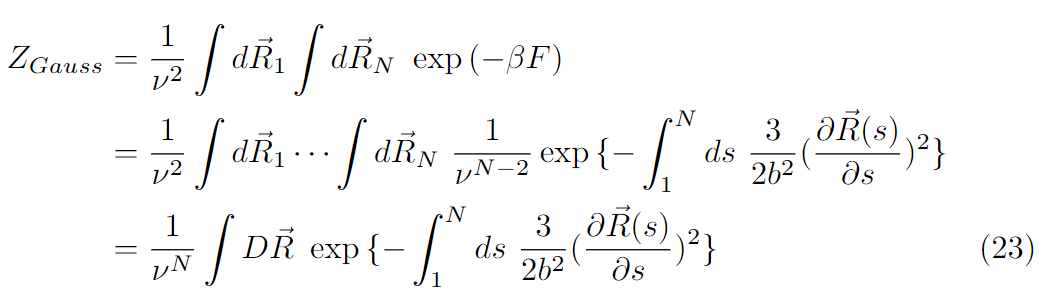 Z_{Gauss} = \frac{1}{\nu^2} \int d\vec{R}_1 \int d\vec{R}_N \ \exp(-\beta F)
= \frac{1}{\nu^2} \int d\vec{R}_1 \cdots \int d\vec{R}_N \ \frac{1}{\nu^{N-2}} \exp\{-\int_1^N ds \ \frac{3}{2b^2} (\frac{\partial \vec{R}(s)}{\partial s})^2\}
= \frac{1}{\nu^N} \int D\vec{R} \ \exp\{-\int_1^N ds \ \frac{3}{2b^2} (\frac{\partial \vec{R}(s)}{\partial s})^2\} (23)